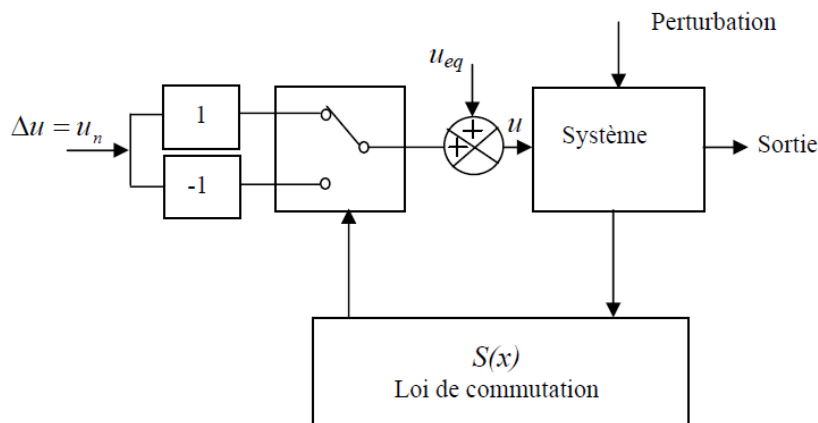 Perturbation
u_eq
1
Δu = u_n
-1
+
+
u
Système
Sortie
S(x)
Loi de commutation